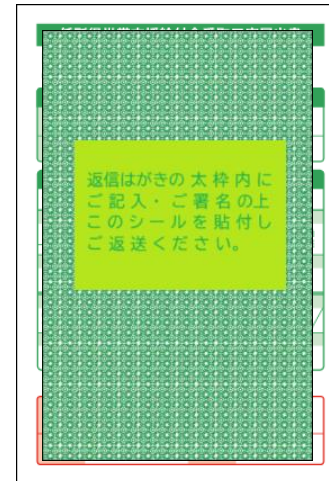 返信はがきの太枠内に
ご記入・ご署名の上
このシールを貼付し
ご返送ください。